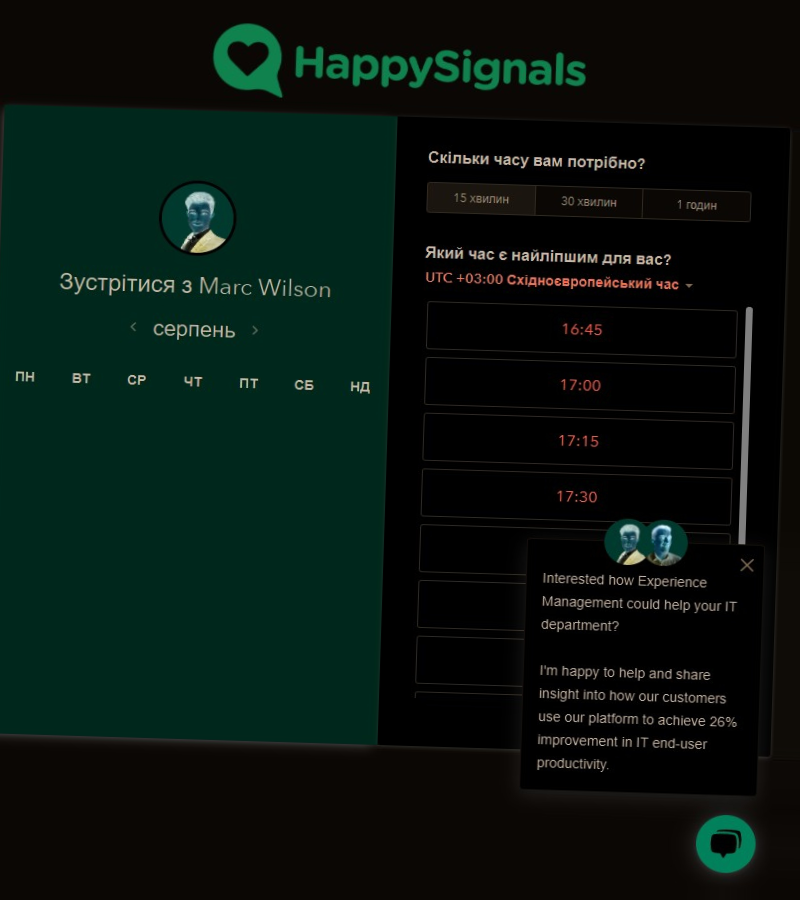 HappySignals
Зустрітися з Marc Wilson
серпень
ПН ВТ СР ЧТ ПТ СБ НД
Скільки часу вам потрібно?
15 хвилин 30 хвилин 1 годин
Який час є найліпшим для вас?
UTC +03:00 Східноєвропейський час
16:45
17:00
17:15
17:30
Interested how Experience
Management could help your IT
department?
I'm happy to help and share
insight into how our customers
use our platform to achieve 26%
improvement in IT end-user
productivity.